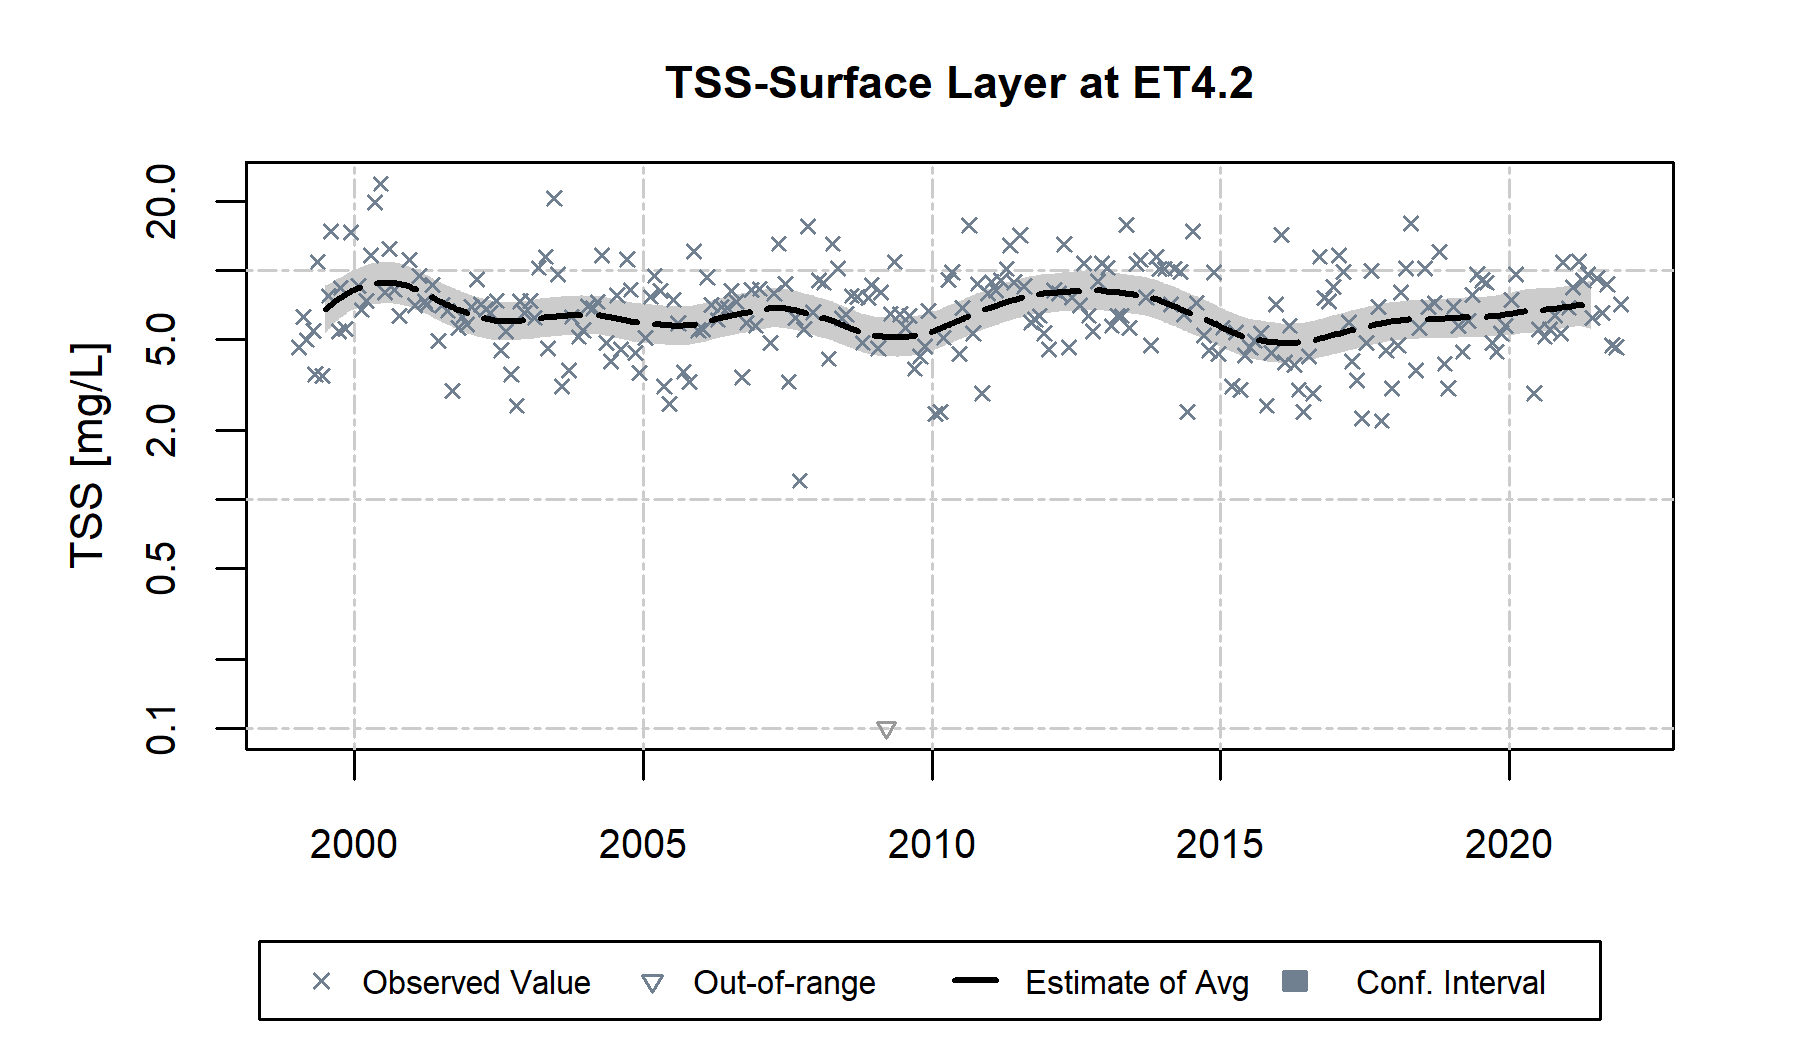 TSS-Surface Layer at ET4.2
TSS [mg/L]
20.0
5.0
2.0
0.5
0.1
2000 2005 2010 2015 2020
Observed Value Out-of-range Estimate of Avg Conf. Interval